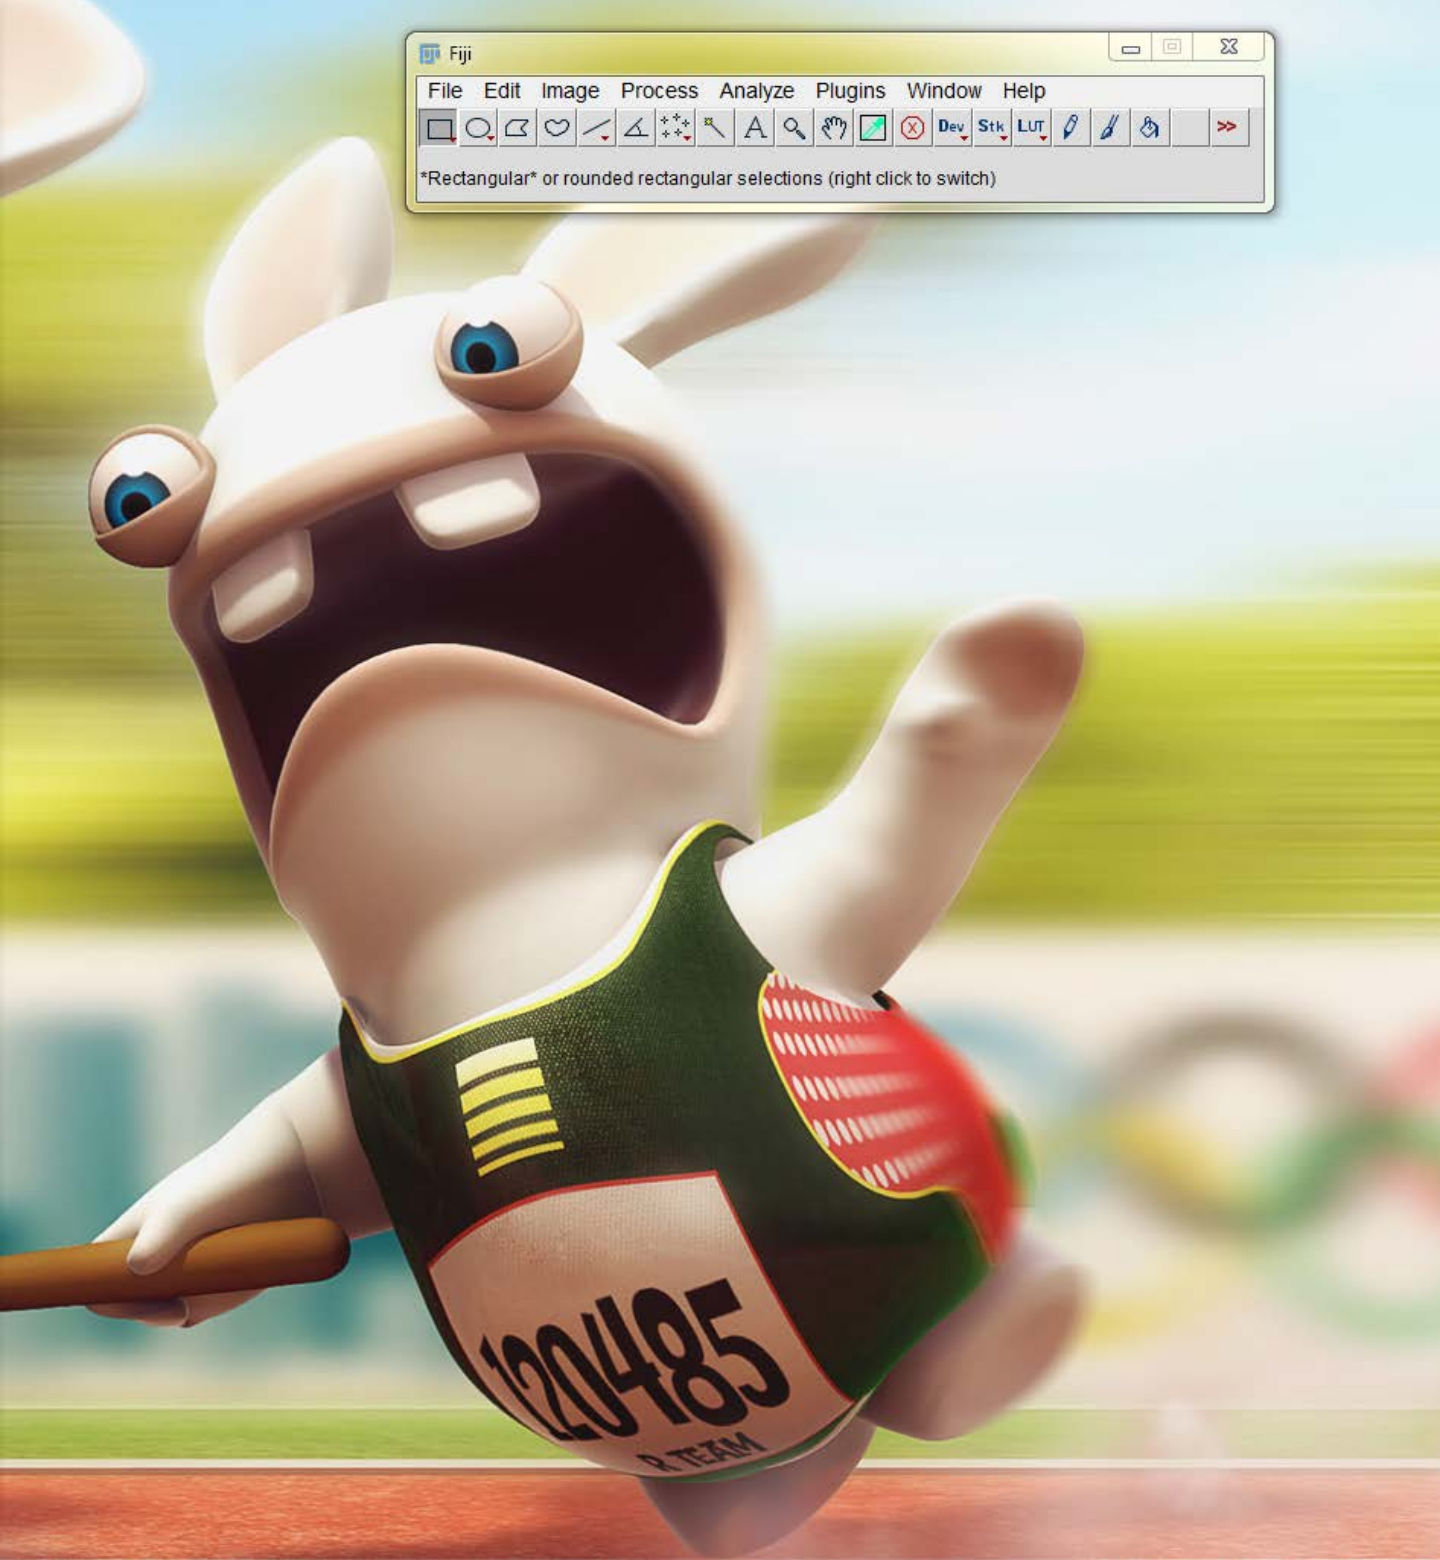 Fiji
File Edit Image Process Analyze Plugins Window Help
A Dev Stk LUT >>
*Rectangular* or rounded rectangular selections (right click to switch)
120485
R TEAM